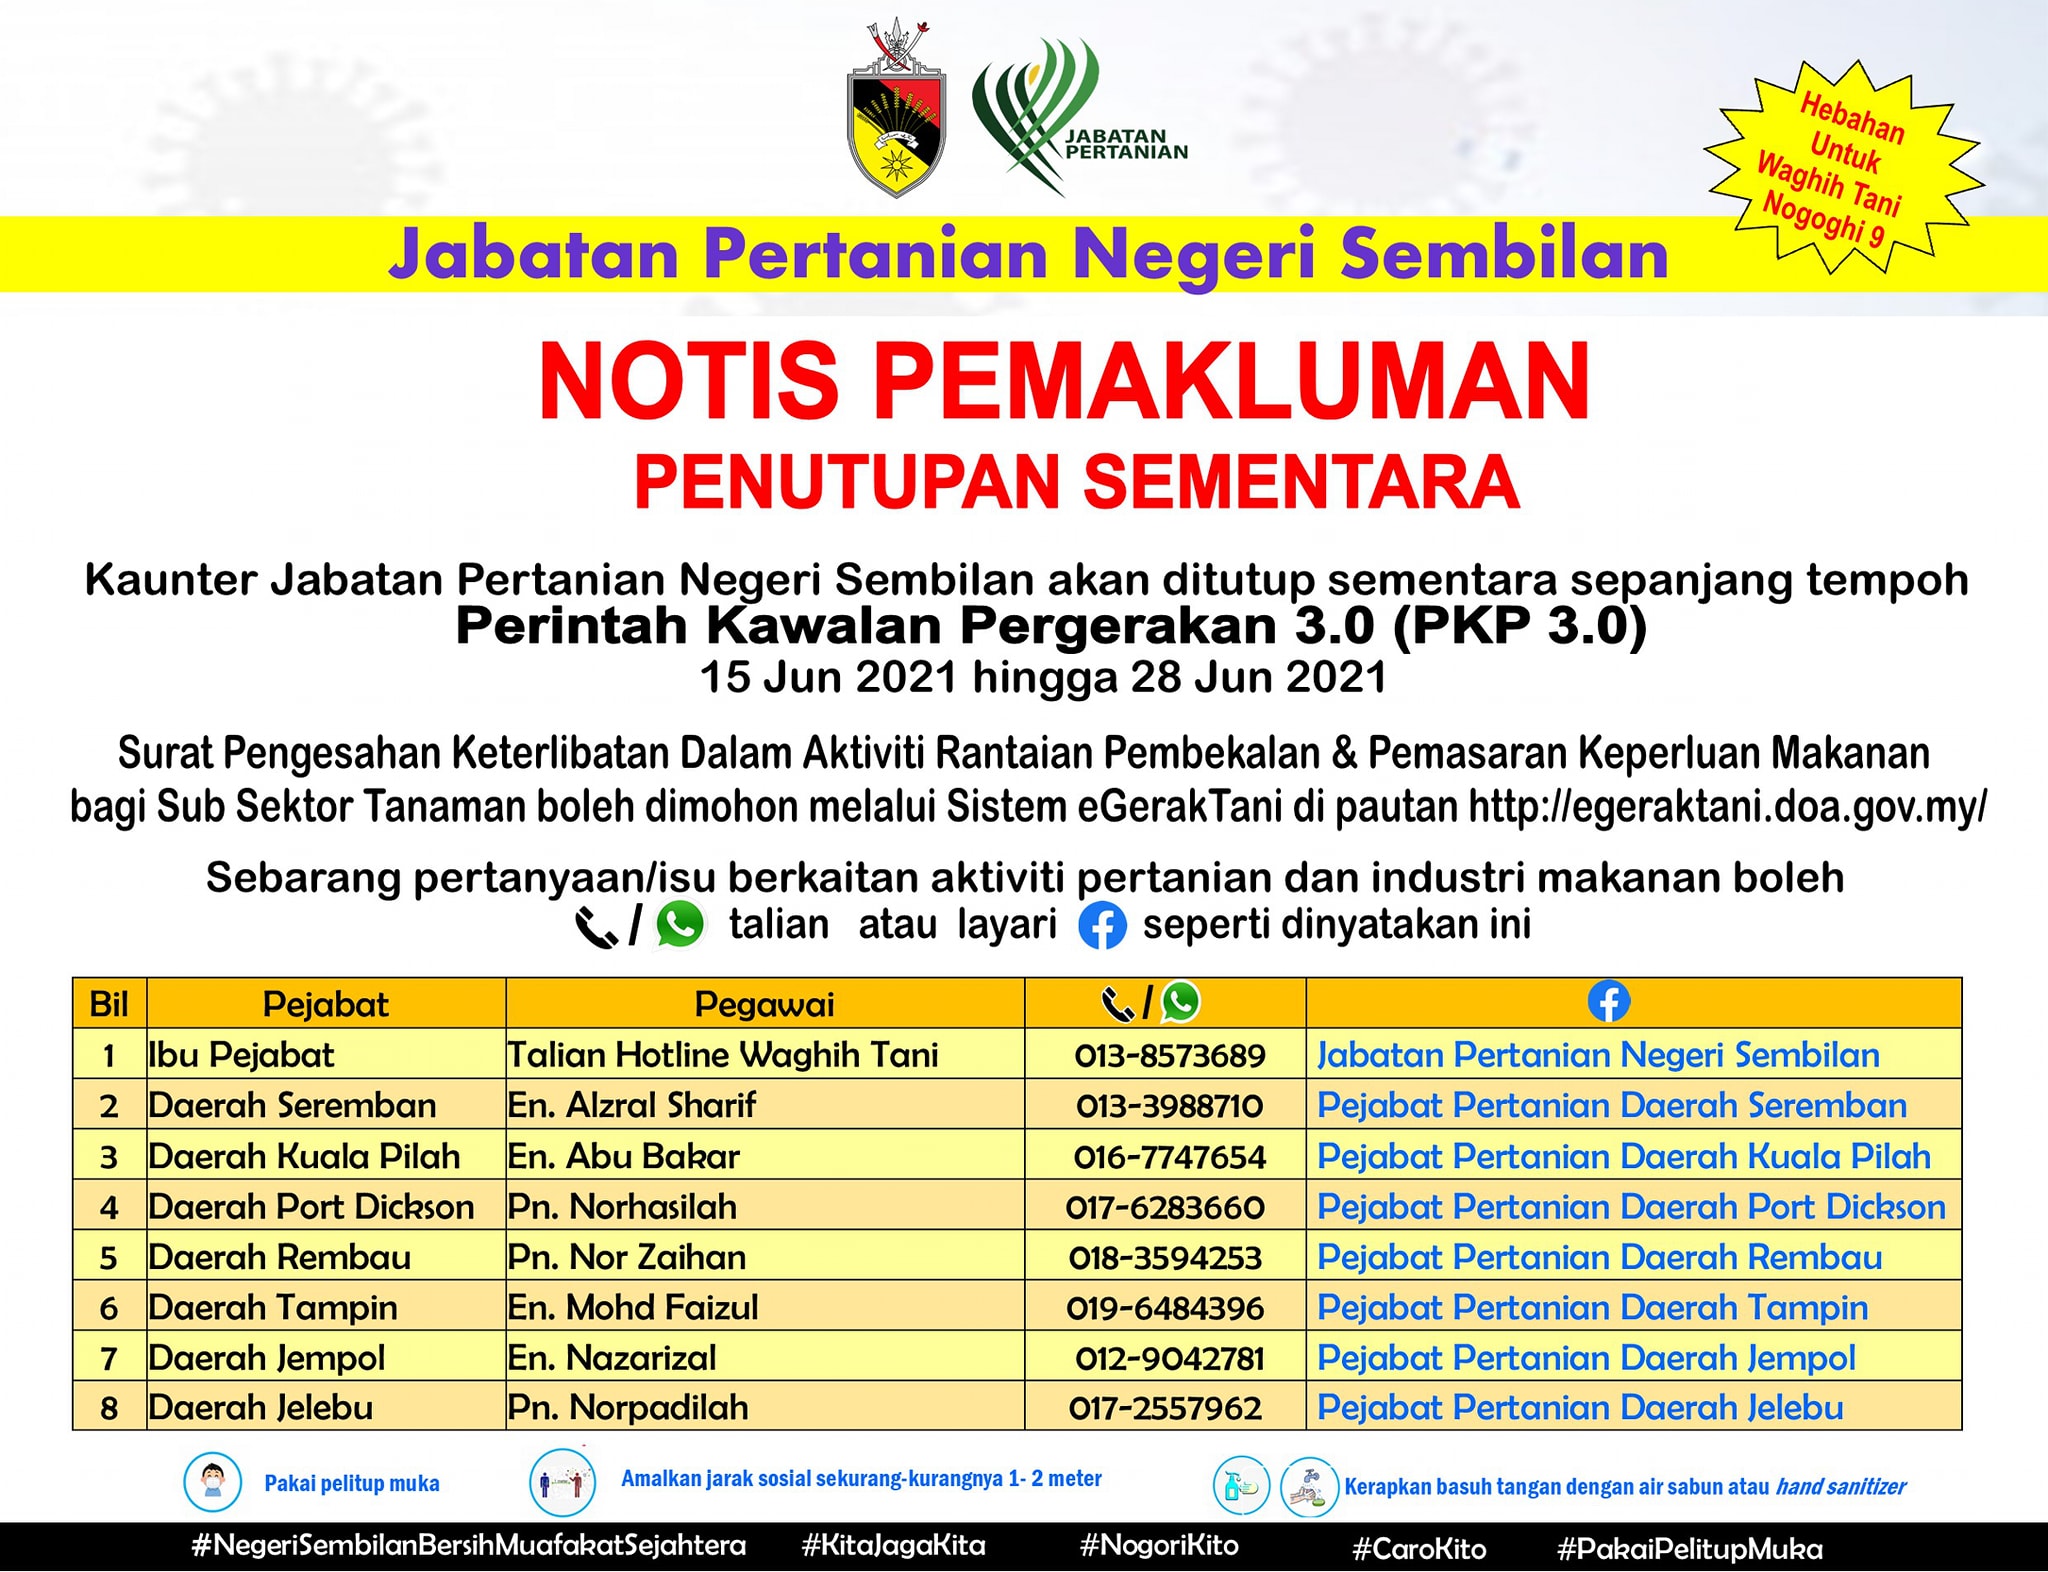 JABATAN
PERTANIAN
Hebahan
Untuk
Waghih Tani
Nogoghi 9
Jabatan Pertanian Negeri Sembilan
NOTIS PEMAKLUMAN
PENUTUPAN SEMENTARA
Kaunter Jabatan Pertanian Negeri Sembilan akan ditutup sementara sepanjang tempoh
Perintah Kawalan Pergerakan 3.0 (PKP 3.0)
15 Jun 2021 hingga 28 Jun 2021
Surat Pengesahan Keterlibatan Dalam Aktiviti Rantaian Pembekalan & Pemasaran Keperluan Makanan
bagi Sub Sektor Tanaman boleh dimohon melalui Sistem eGerakTani di pautan http://egeraktani.doa.gov.my/
Sebarang pertanyaan/isu berkaitan aktiviti pertanian dan industri makanan boleh
/ talian atau layari seperti dinyatakan ini
Bil Pejabat Pegawai /
1 Ibu Pejabat Talian Hotline Waghih Tani 013-8573689 Jabatan Pertanian Negeri Sembilan
2 Daerah Seremban En. Alzral Sharif 013-3988710 Pejabat Pertanian Daerah Seremban
3 Daerah Kuala Pilah En. Abu Bakar 016-7747654 Pejabat Pertanian Daerah Kuala Pilah
4 Daerah Port Dickson Pn. Norhasilah 017-6283660 Pejabat Pertanian Daerah Port Dickson
5 Daerah Rembau Pn. Nor Zaihan 018-3594253 Pejabat Pertanian Daerah Rembau
6 Daerah Tampin En. Mohd Faizul 019-6484396 Pejabat Pertanian Daerah Tampin
7 Daerah Jempol En. Nazarizal 012-9042781 Pejabat Pertanian Daerah Jempol
8 Daerah Jelebu Pn. Norpadilah 017-2557962 Pejabat Pertanian Daerah Jelebu
Pakai pelitup muka
Amalkan jarak sosial sekurang-kurangnya 1- 2 meter
Kerapkan basuh tangan dengan air sabun atau hand sanitizer
#NegeriSembilanBersihMuafakatSejahtera #KitaJagaKita #NogoriKito #CaroKito #PakaiPelitupMuka